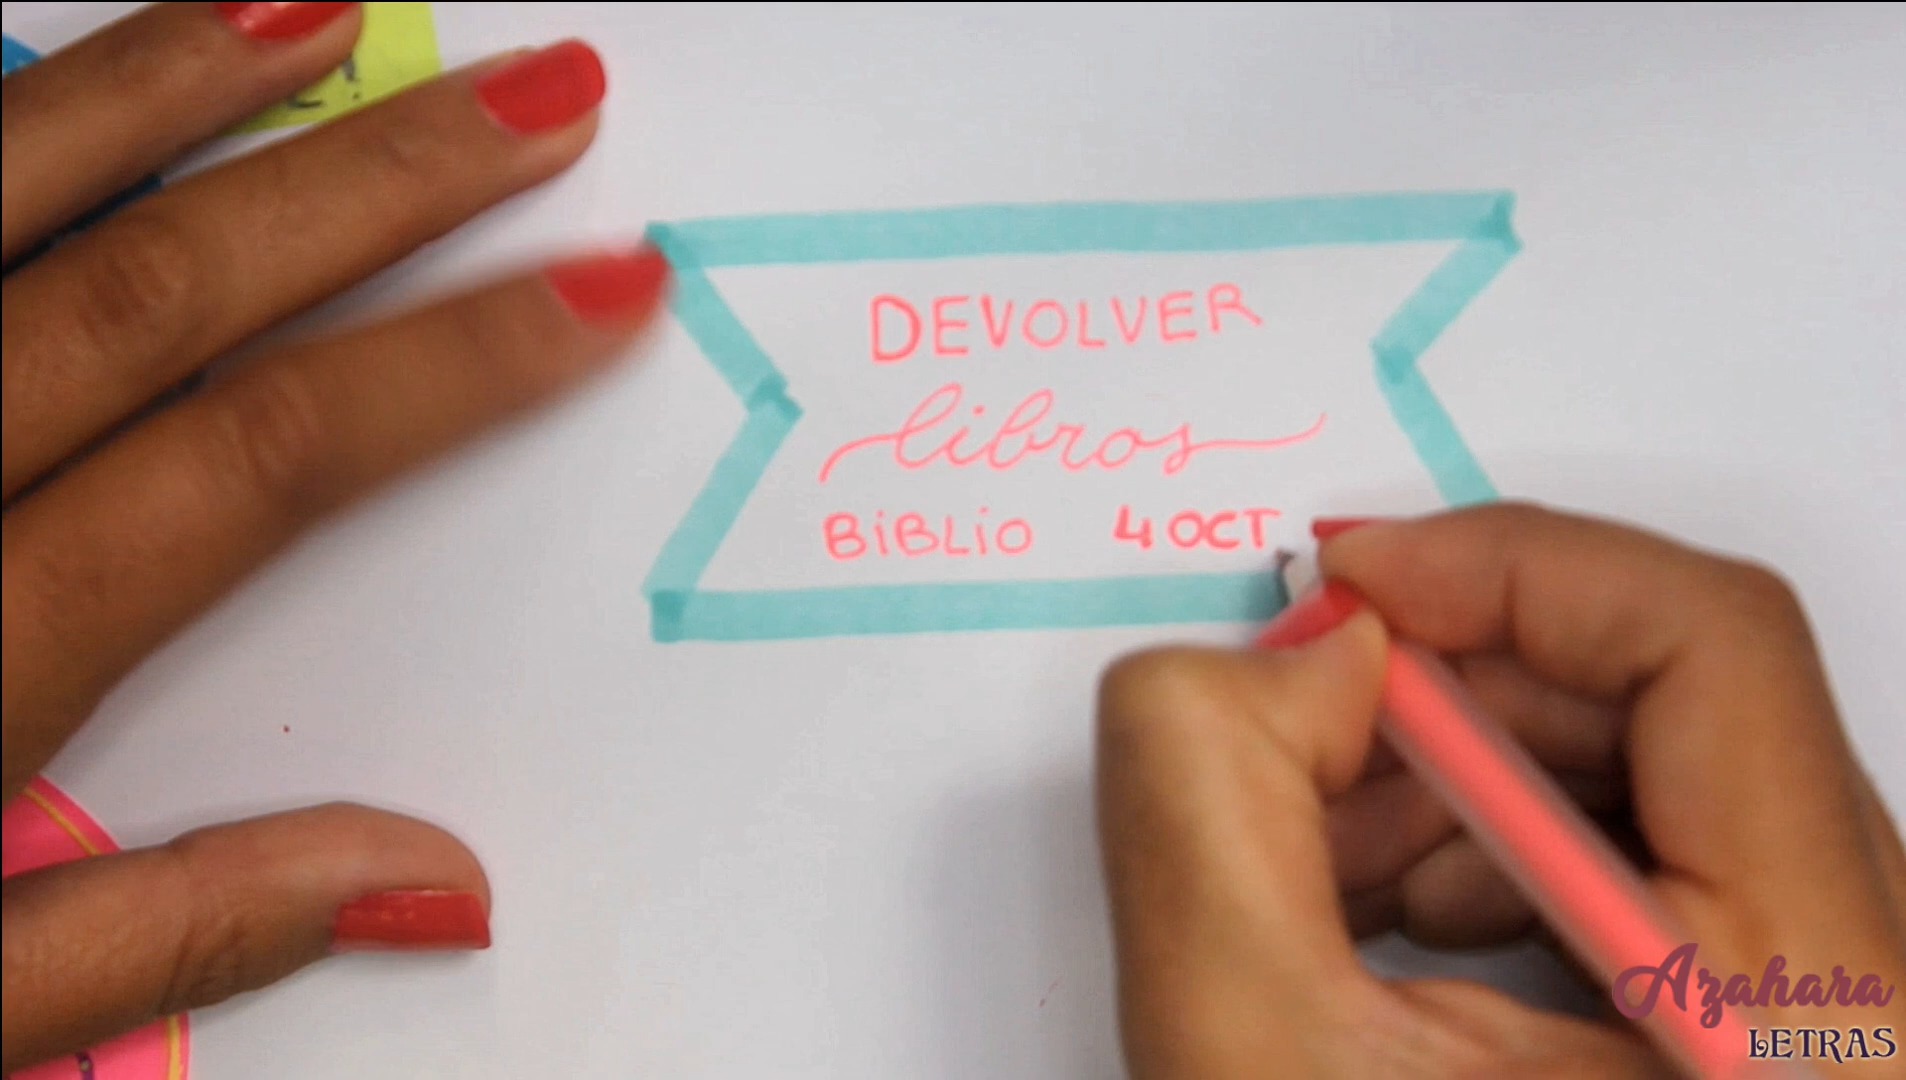 DEVOLVER
libros
BiBLiO 4 OCT
Azahara
LETRAS